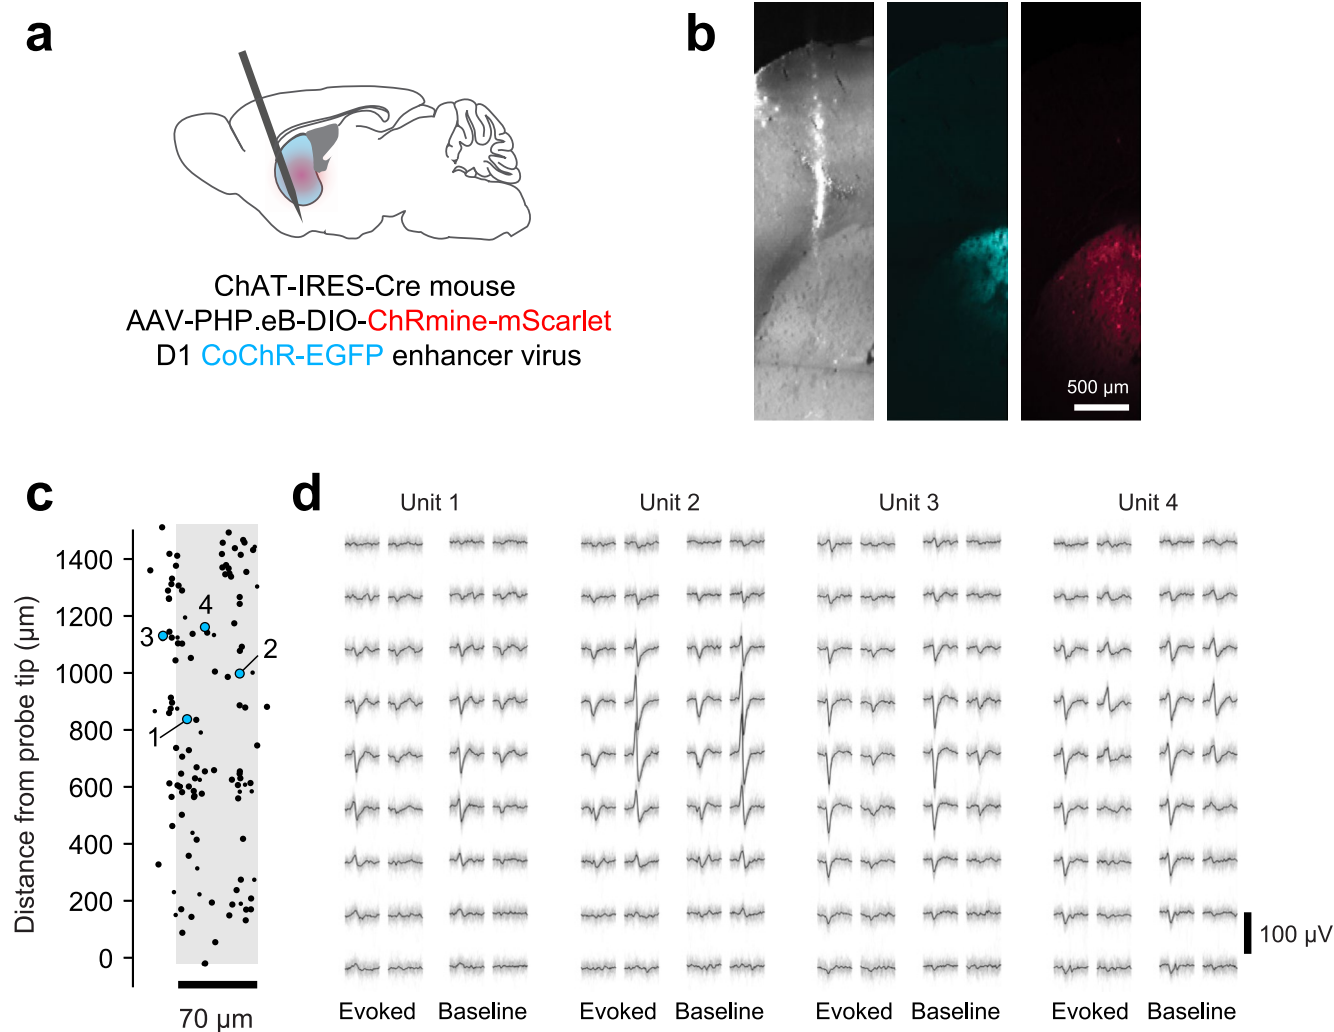 a
b
ChAT-IRES-Cre mouse
AAV-PHP.eB-DIO-ChRmine-mScarlet
D1 CoChR-EGFP enhancer virus
500 µm
c
d
Unit 1 Unit 2 Unit 3 Unit 4
Distance from probe tip (µm)
1400
1200
1000
800
600
400
200
0
4
3
2
1
70 µm
100 µV
Evoked Baseline Evoked Baseline Evoked Baseline Evoked Baseline